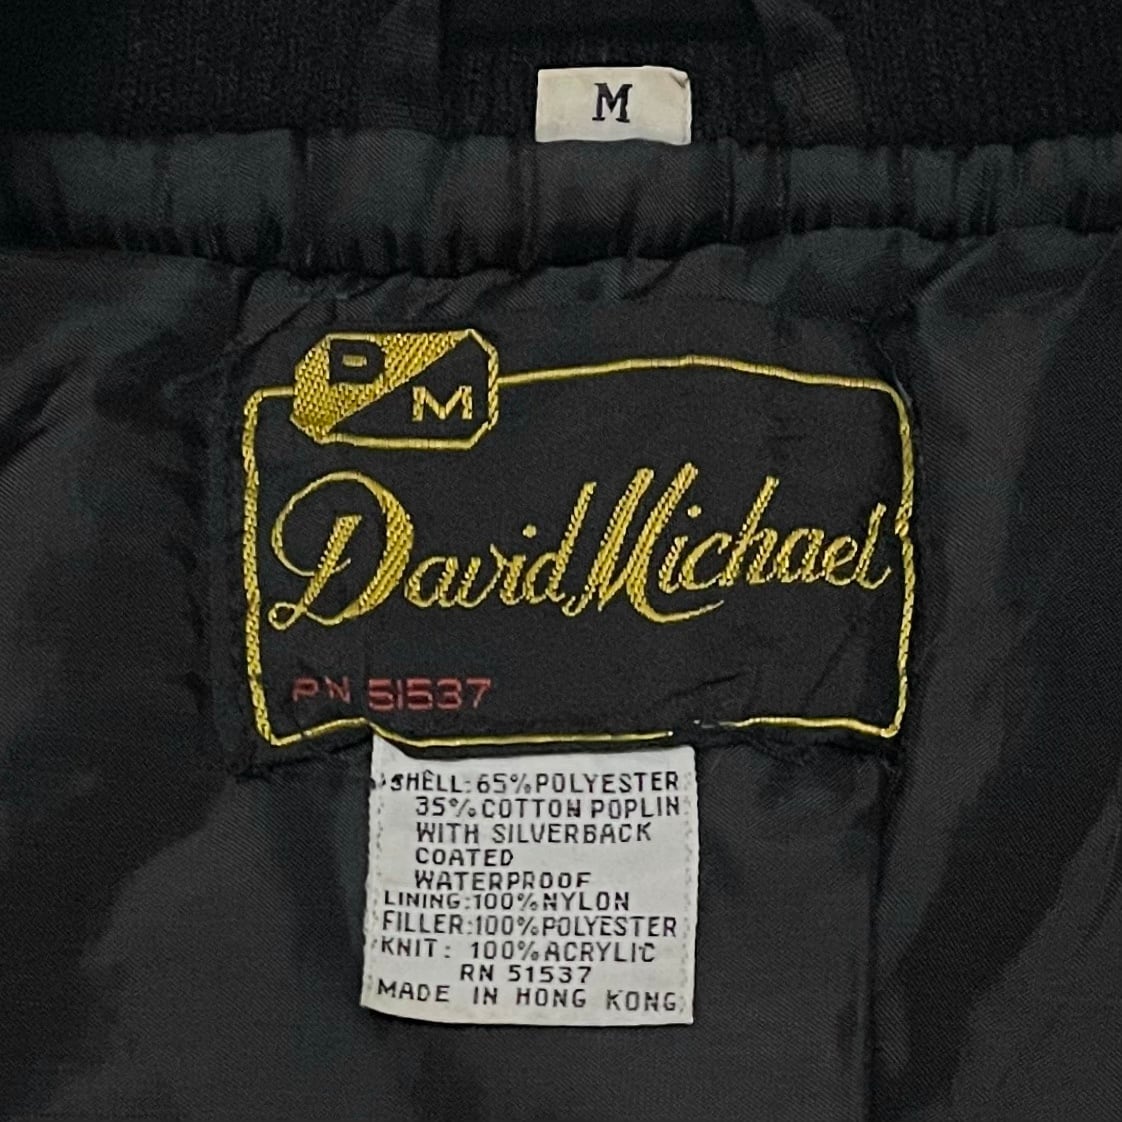 M
D
M
David Michael
RN 51537
SHELL: 65% POLYESTER
35% COTTON POPLIN
WITH SILVERBACK
COATED
WATERPROOF
LINING: 100% NYLON
FILLER: 100% POLYESTER
KNIT: 100% ACRYLIC
RN 51537
MADE IN HONG KONG